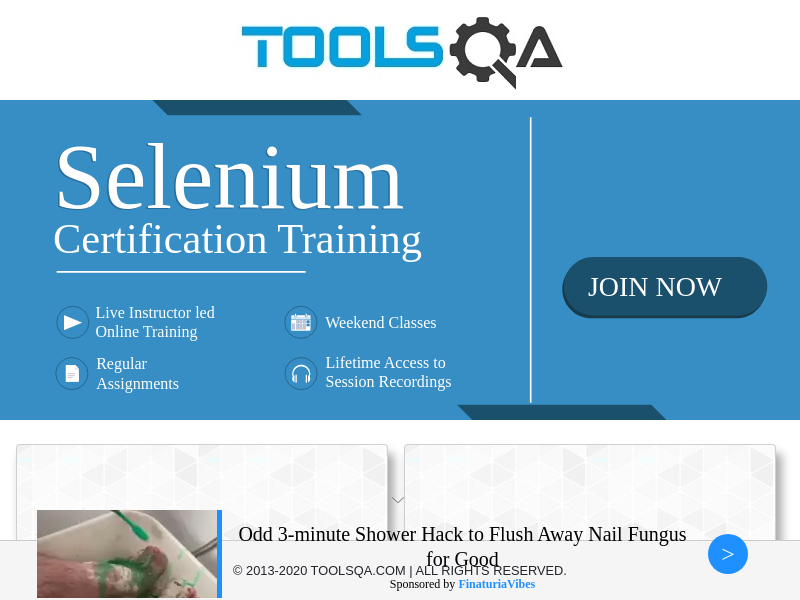 TOOLSQA
Selenium
Certification Training
Live Instructor led
Online Training
Weekend Classes
Regular
Assignments
Lifetime Access to
Session Recordings
JOIN NOW
Odd 3-minute Shower Hack to Flush Away Nail Fungus
for Good
© 2013-2020 TOOLSQA.COM | ALL RIGHTS RESERVED.
Sponsored by FinaturiaVibes
>